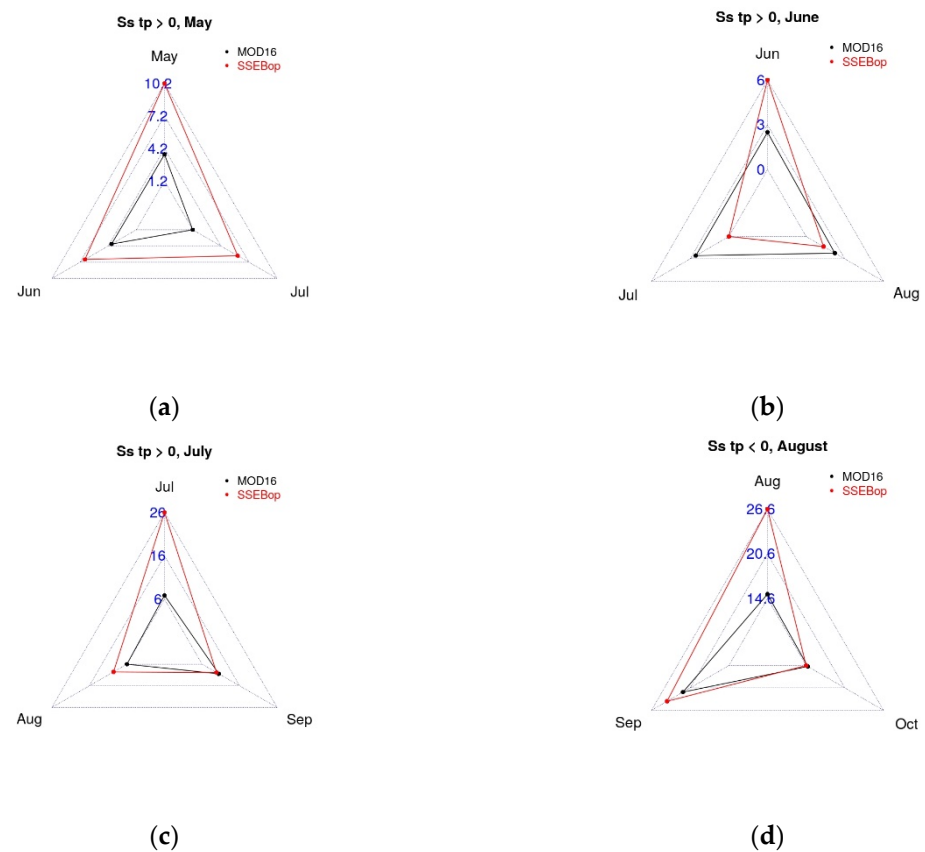 Ss tp > 0, May
May
MOD16
SSEBop
10.2
7.2
4.2
1.2
Jun
Jul
(a)
Ss tp > 0, June
Jun
MOD16
SSEBop
6
3
0
Jul
Aug
(b)
Ss tp > 0, July
Jul
MOD16
SSEBop
26
16
6
Aug
Sep
(c)
Ss tp < 0, August
Aug
MOD16
SSEBop
26.6
20.6
14.6
Sep
Oct
(d)